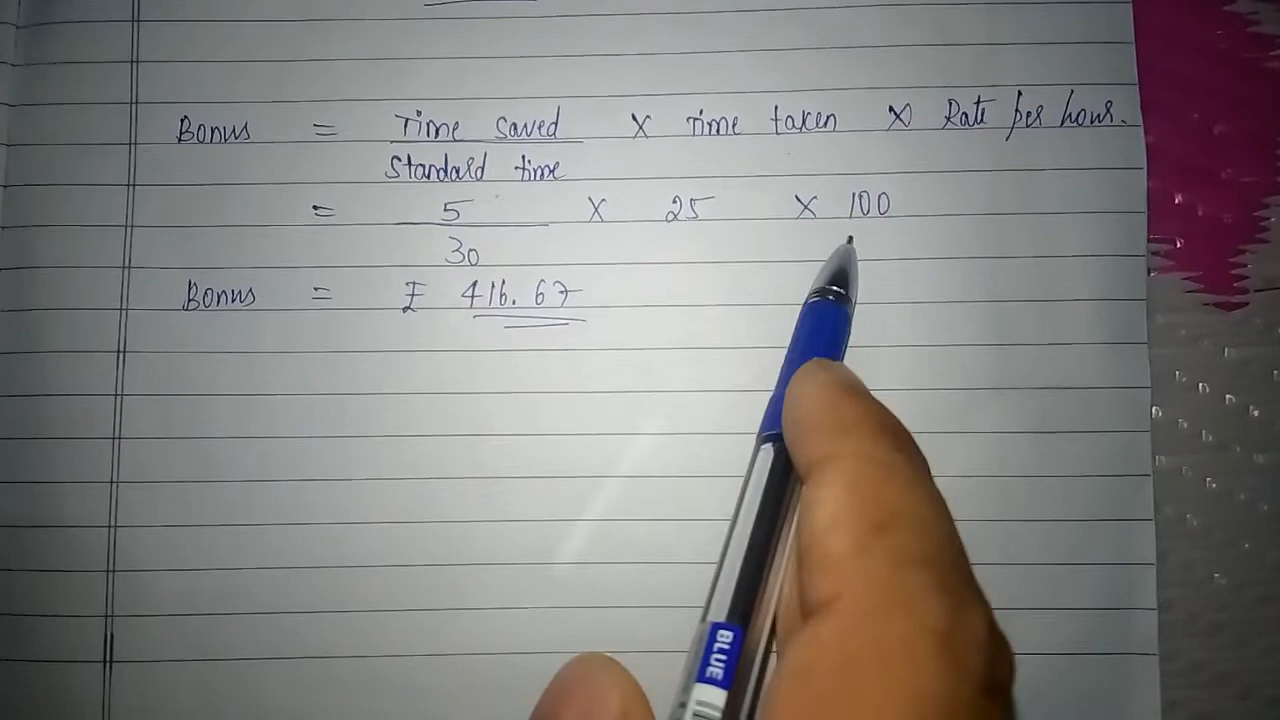 Bonus = Time saved X Time taken X Rate per hour.
Standard time
= 5 X 25 X 100
30
Bonus = ₹ 416.67
BLUE